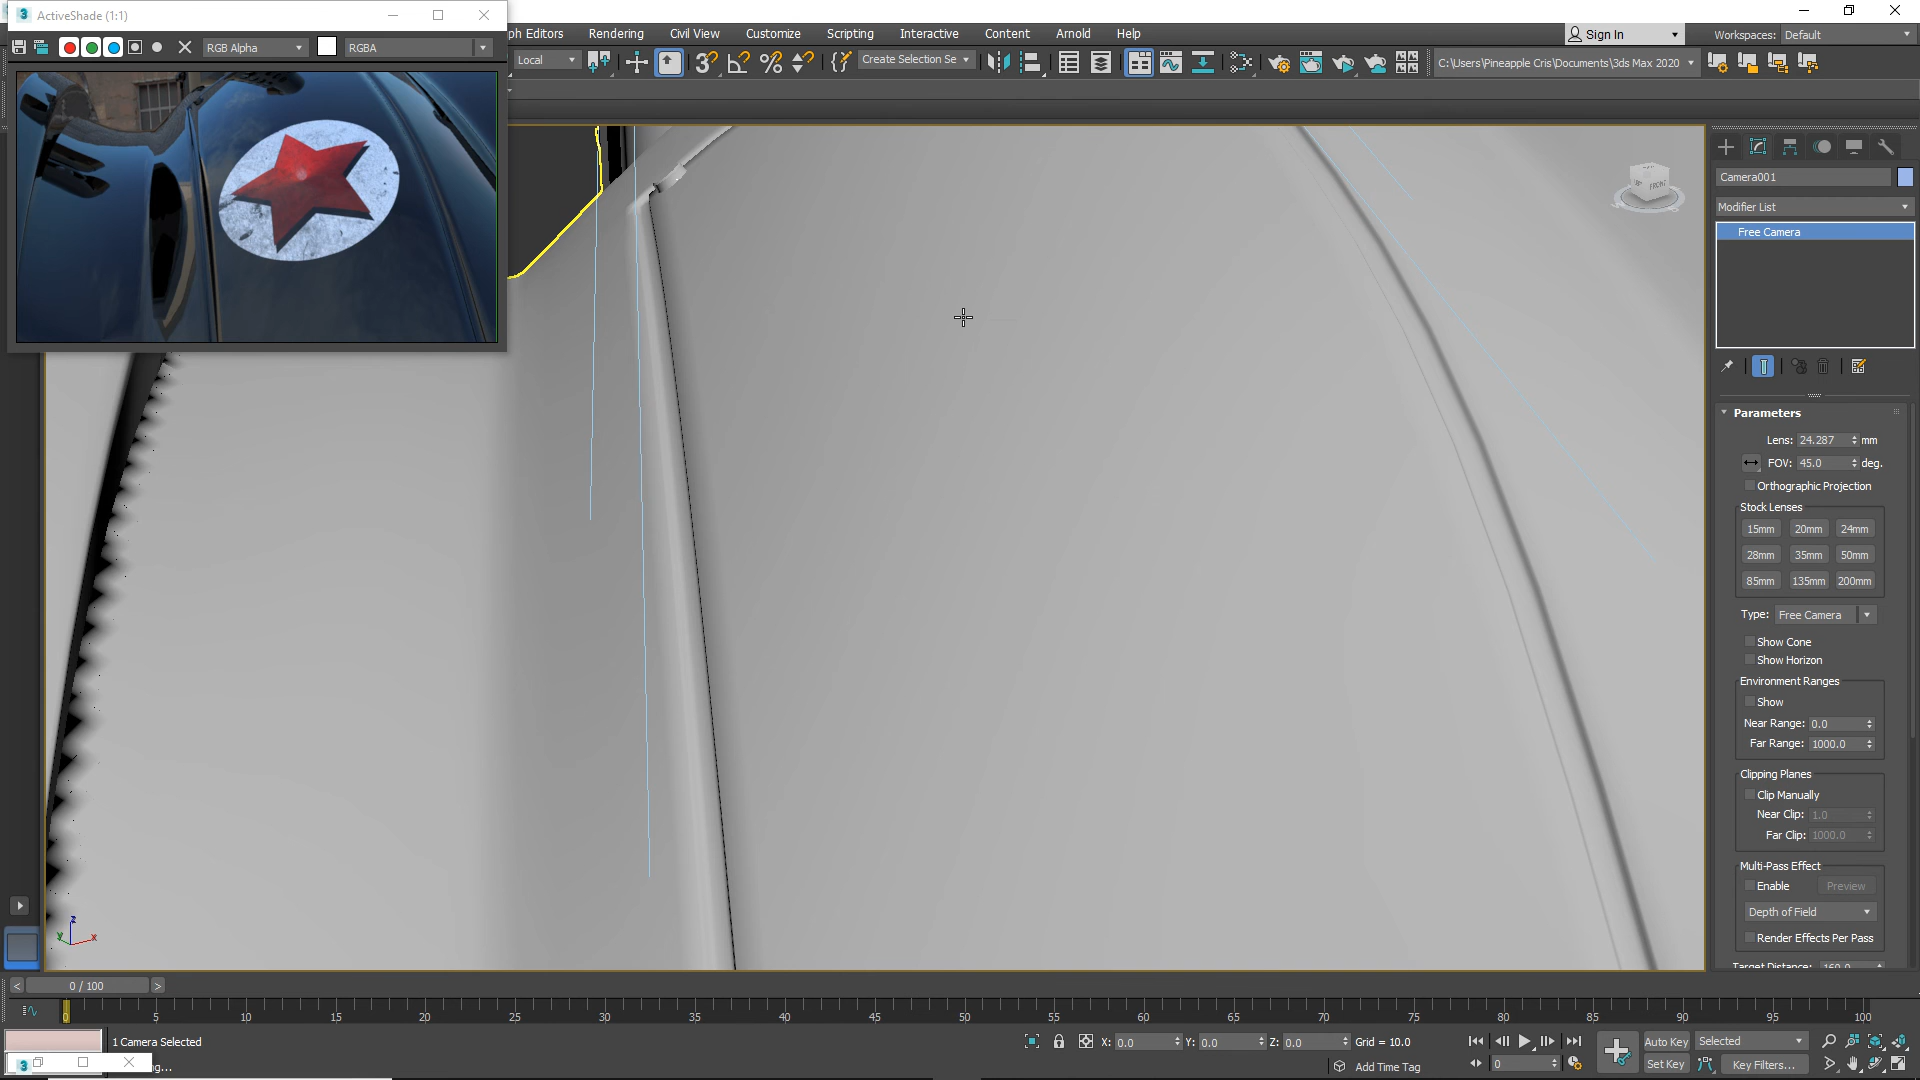 ActiveShade (1:1)
RGB Alpha
RGBA
ph Editors
Rendering
Civil View
Customize
Scripting
Interactive
Content
Arnold
Help
Sign In
Workspaces: Default
Local
Create Selection Se
C:\Users\Pineapple Cris\Documents\3ds Max 2020
FRONT
Camera001
Modifier List
Free Camera
Parameters
Lens: 24.287 mm
FOV: 45.0 deg.
Orthographic Projection
Stock Lenses
15mm 20mm 24mm
28mm 35mm 50mm
85mm 135mm 200mm
Type: Free Camera
Show Cone
Show Horizon
Environment Ranges
Show
Near Range: 0.0
Far Range: 1000.0
Clipping Planes
Clip Manually
Near Clip: 1.0
Far Clip: 1000.0
Multi-Pass Effect
Enable Preview
Depth of Field
Render Effects Per Pass
Target Distance: 160.0
z
y x
< 0 / 100 >
0 5 10 15 20 25 30 35 40 45 50 55 60 65 70 75 80 85 90 95 100
1 Camera Selected
X: 0.0 Y: 0.0 Z: 0.0 Grid = 10.0
Auto Key Selected
3 g...
Add Time Tag
0
Set Key Key Filters...